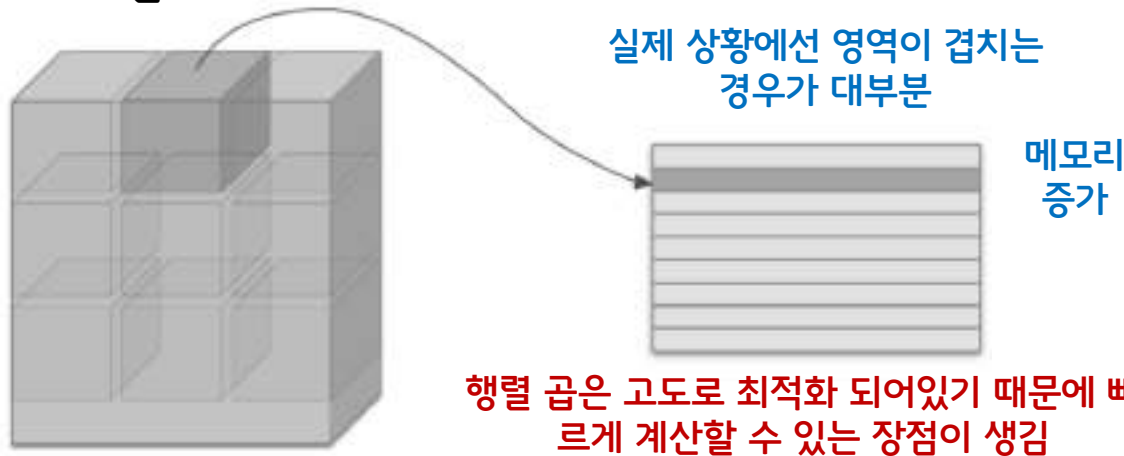 실제 상황에선 영역이 겹치는
경우가 대부분
메모리
증가
행렬 곱은 고도로 최적화 되어있기 때문에
르게 계산할 수 있는 장점이 생김